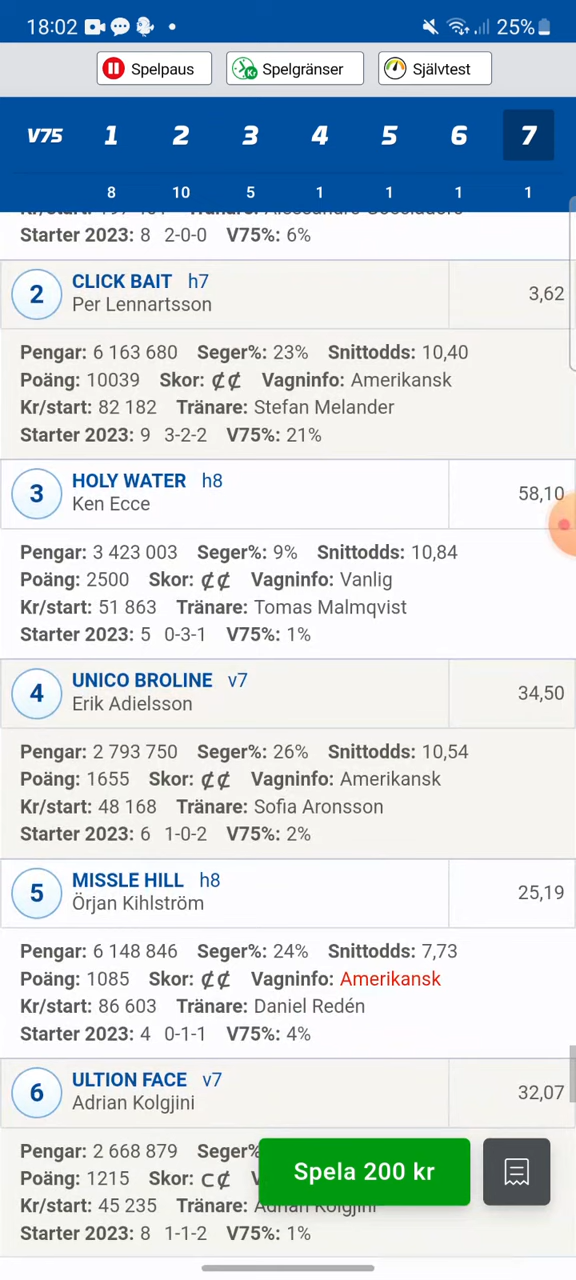 18:02 25%
Spelpaus Spelgränser Självtest
V75 1 2 3 4 5 6 7
8 10 5 1 1 1 1
Starter 2023: 8 2-0-0 V75%: 6%
2 CLICK BAIT h7 3,62
Per Lennartsson
Pengar: 6 163 680 Seger%: 23% Snittodds: 10,40
Poäng: 10039 Skor: ₵ ₵ Vagninfo: Amerikansk
Kr/start: 82 182 Tränare: Stefan Melander
Starter 2023: 9 3-2-2 V75%: 21%
3 HOLY WATER h8 58,10
Ken Ecce
Pengar: 3 423 003 Seger%: 9% Snittodds: 10,84
Poäng: 2500 Skor: ₵ ₵ Vagninfo: Vanlig
Kr/start: 51 863 Tränare: Tomas Malmqvist
Starter 2023: 5 0-3-1 V75%: 1%
4 UNICO BROLINE v7 34,50
Erik Adielsson
Pengar: 2 793 750 Seger%: 26% Snittodds: 10,54
Poäng: 1655 Skor: ₵ ₵ Vagninfo: Amerikansk
Kr/start: 48 168 Tränare: Sofia Aronsson
Starter 2023: 6 1-0-2 V75%: 2%
5 MISSLE HILL h8 25,19
Örjan Kihlström
Pengar: 6 148 846 Seger%: 24% Snittodds: 7,73
Poäng: 1085 Skor: ₵ ₵ Vagninfo: Amerikansk
Kr/start: 86 603 Tränare: Daniel Redén
Starter 2023: 4 0-1-1 V75%: 4%
6 ULTION FACE v7 32,07
Adrian Kolgjini
Pengar: 2 668 879 Seger%
Poäng: 1215 Skor: C ₵ V
Spela 200 kr
Kr/start: 45 235 Tränare: Adrian Kolgjini
Starter 2023: 8 1-1-2 V75%: 1%